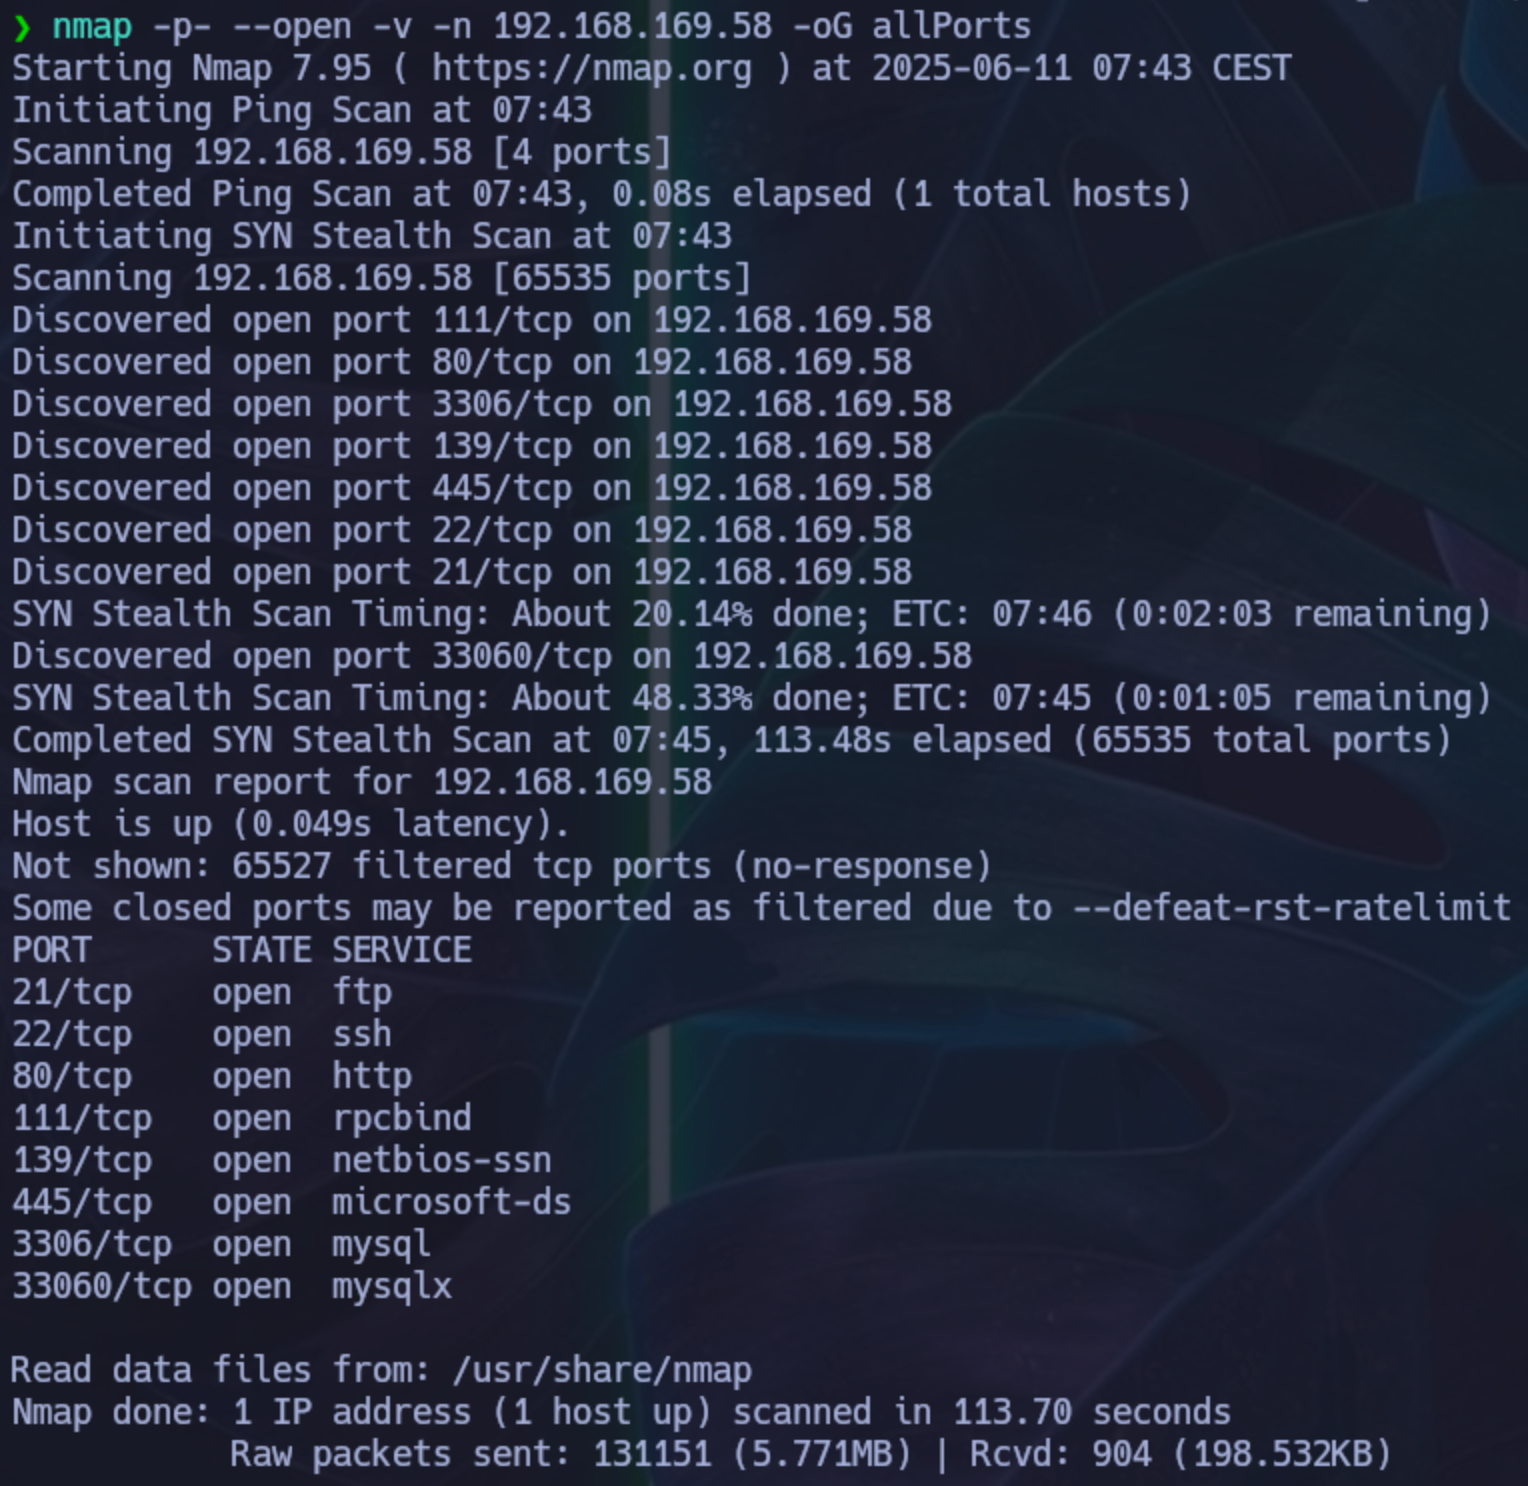 ❯ nmap -p- --open -v -n 192.168.169.58 -oG allPorts
Starting Nmap 7.95 ( https://nmap.org ) at 2025-06-11 07:43 CEST
Initiating Ping Scan at 07:43
Scanning 192.168.169.58 [4 ports]
Completed Ping Scan at 07:43, 0.08s elapsed (1 total hosts)
Initiating SYN Stealth Scan at 07:43
Scanning 192.168.169.58 [65535 ports]
Discovered open port 111/tcp on 192.168.169.58
Discovered open port 80/tcp on 192.168.169.58
Discovered open port 3306/tcp on 192.168.169.58
Discovered open port 139/tcp on 192.168.169.58
Discovered open port 445/tcp on 192.168.169.58
Discovered open port 22/tcp on 192.168.169.58
Discovered open port 21/tcp on 192.168.169.58
SYN Stealth Scan Timing: About 20.14% done; ETC: 07:46 (0:02:03 remaining)
Discovered open port 33060/tcp on 192.168.169.58
SYN Stealth Scan Timing: About 48.33% done; ETC: 07:45 (0:01:05 remaining)
Completed SYN Stealth Scan at 07:45, 113.48s elapsed (65535 total ports)
Nmap scan report for 192.168.169.58
Host is up (0.049s latency).
Not shown: 65527 filtered tcp ports (no-response)
Some closed ports may be reported as filtered due to --defeat-rst-ratelimit
PORT      STATE SERVICE
21/tcp    open  ftp
22/tcp    open  ssh
80/tcp    open  http
111/tcp   open  rpcbind
139/tcp   open  netbios-ssn
445/tcp   open  microsoft-ds
3306/tcp  open  mysql
33060/tcp open  mysqlx
Read data files from: /usr/share/nmap
Nmap done: 1 IP address (1 host up) scanned in 113.70 seconds
           Raw packets sent: 131151 (5.771MB) | Rcvd: 904 (198.532KB)